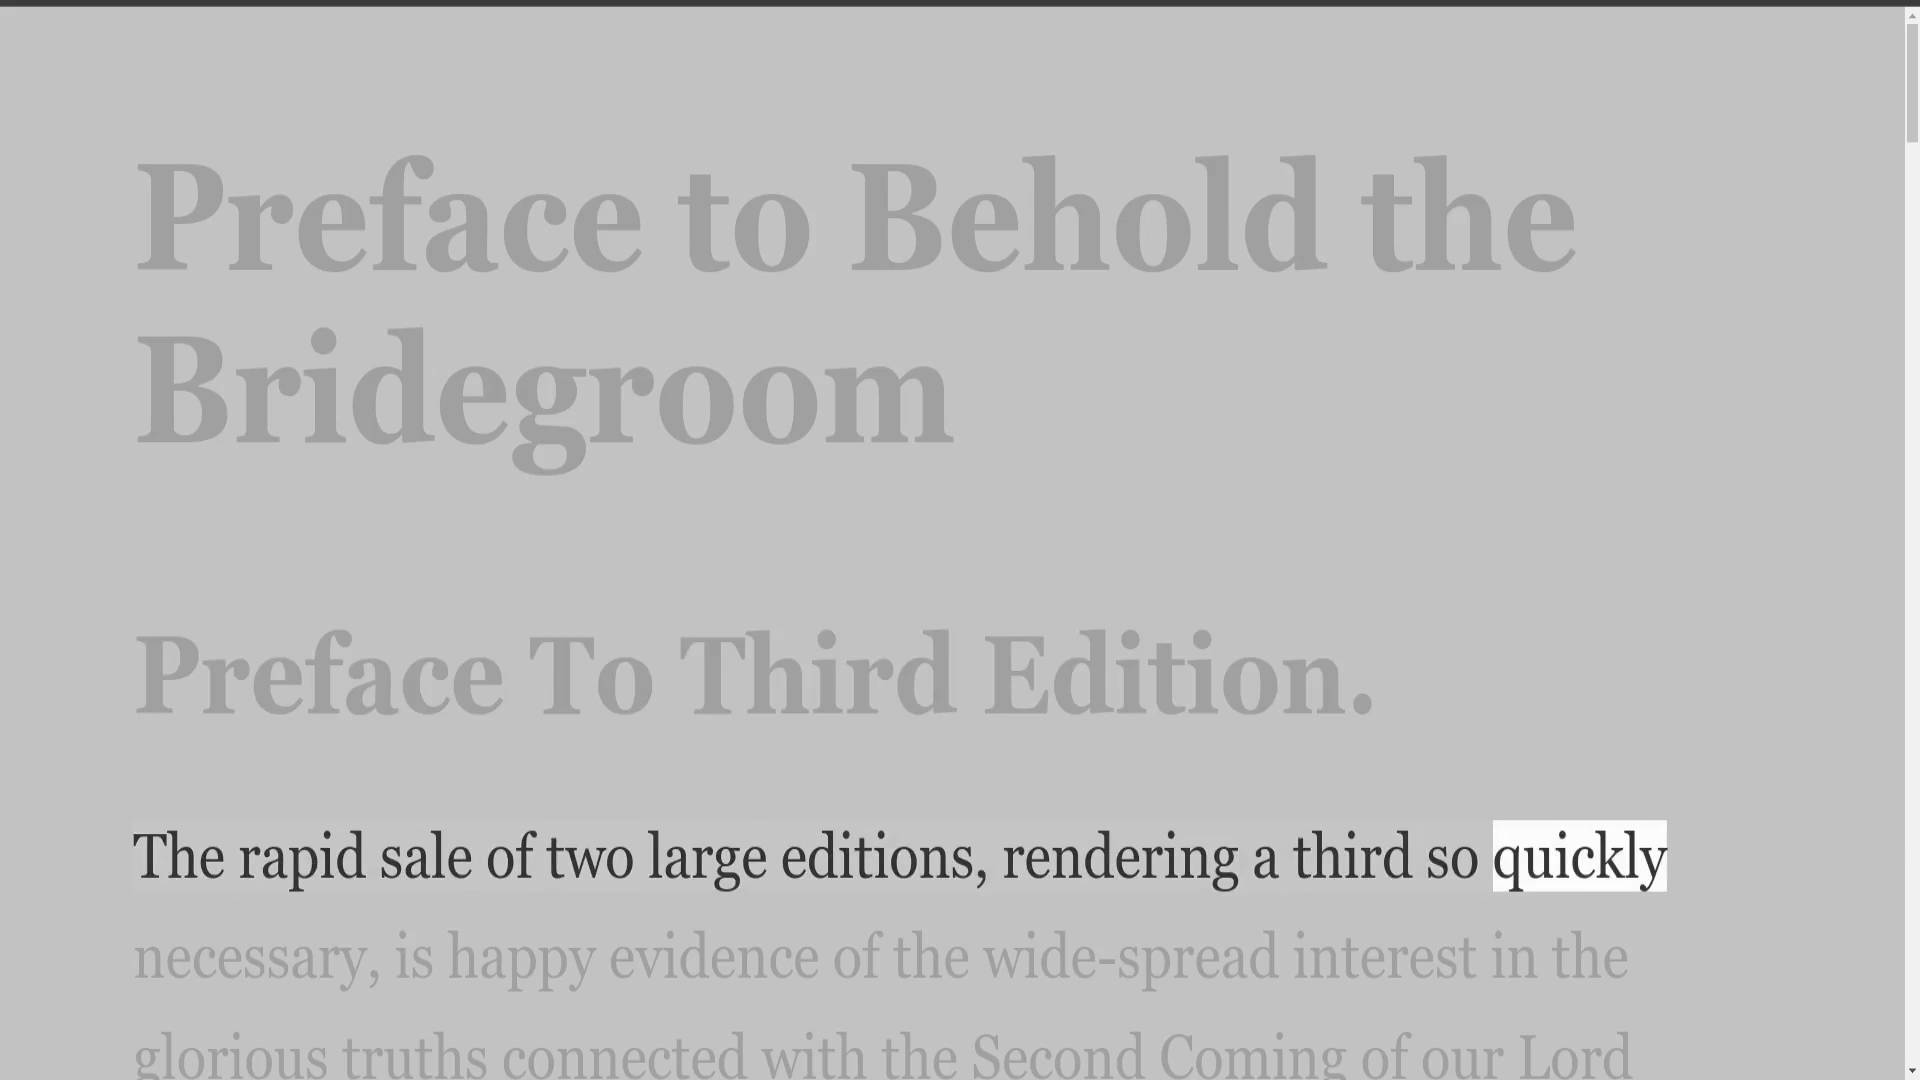 Preface to Behold the
Bridegroom
Preface To Third Edition.
The rapid sale of two large editions, rendering a third so quickly
necessary, is happy evidence of the wide-spread interest in the
glorious truths connected with the Second Coming of our Lord